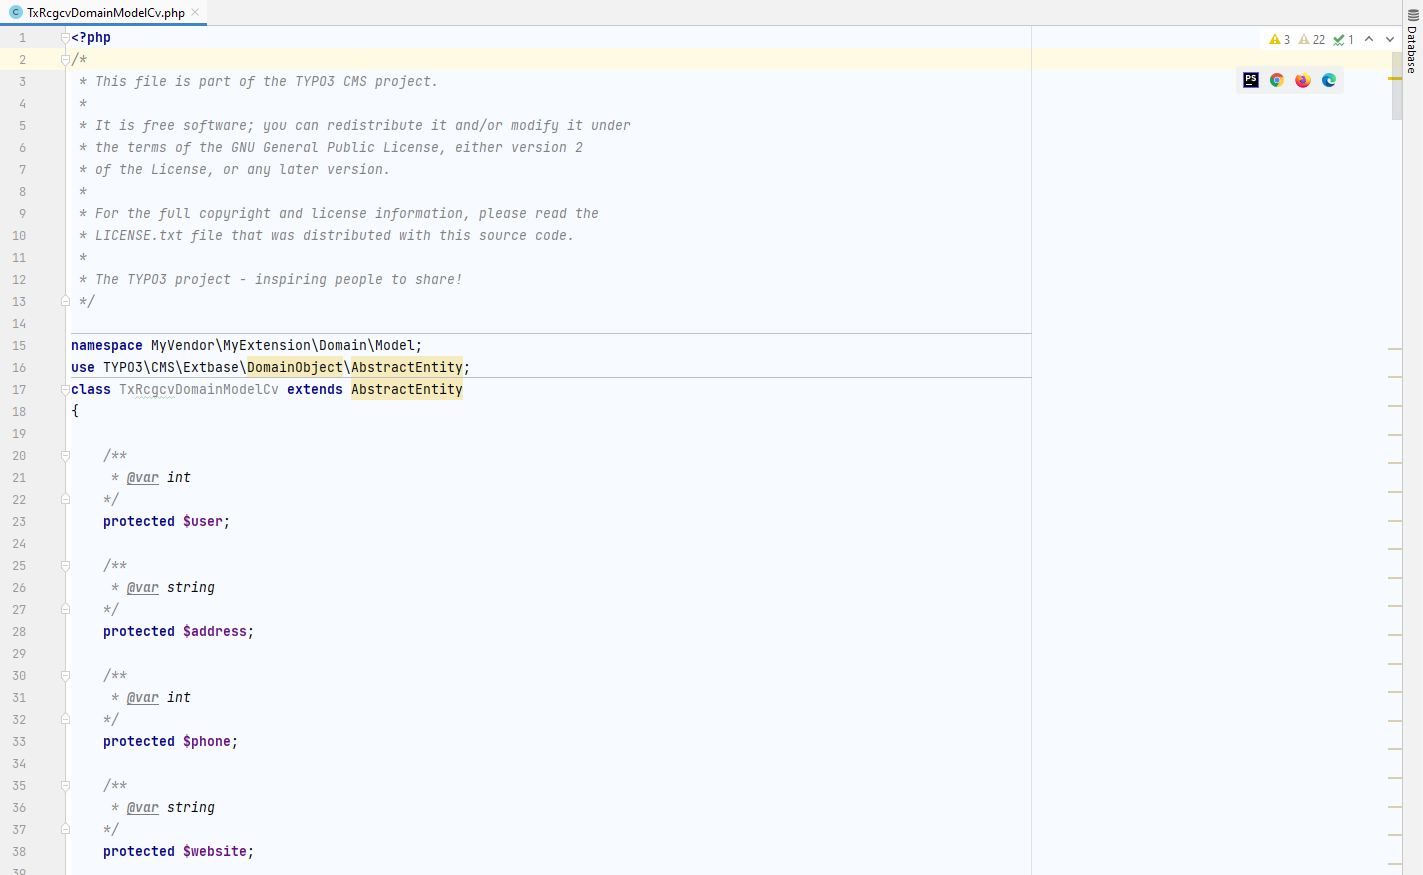 TxRcgcvDomainModelCv.php
3 22 1
Database
PS
1 <?php
2 /*
3 * This file is part of the TYPO3 CMS project.
4 *
5 * It is free software; you can redistribute it and/or modify it under
6 * the terms of the GNU General Public License, either version 2
7 * of the License, or any later version.
8 *
9 * For the full copyright and license information, please read the
10 * LICENSE.txt file that was distributed with this source code.
11 *
12 * The TYPO3 project - inspiring people to share!
13 */
14
15 namespace MyVendor\MyExtension\Domain\Model;
16 use TYPO3\CMS\Extbase\DomainObject\AbstractEntity;
17 class TxRcgcvDomainModelCv extends AbstractEntity
18 {
19
20 /**
21 * @var int
22 */
23 protected $user;
24
25 /**
26 * @var string
27 */
28 protected $address;
29
30 /**
31 * @var int
32 */
33 protected $phone;
34
35 /**
36 * @var string
37 */
38 protected $website;
39